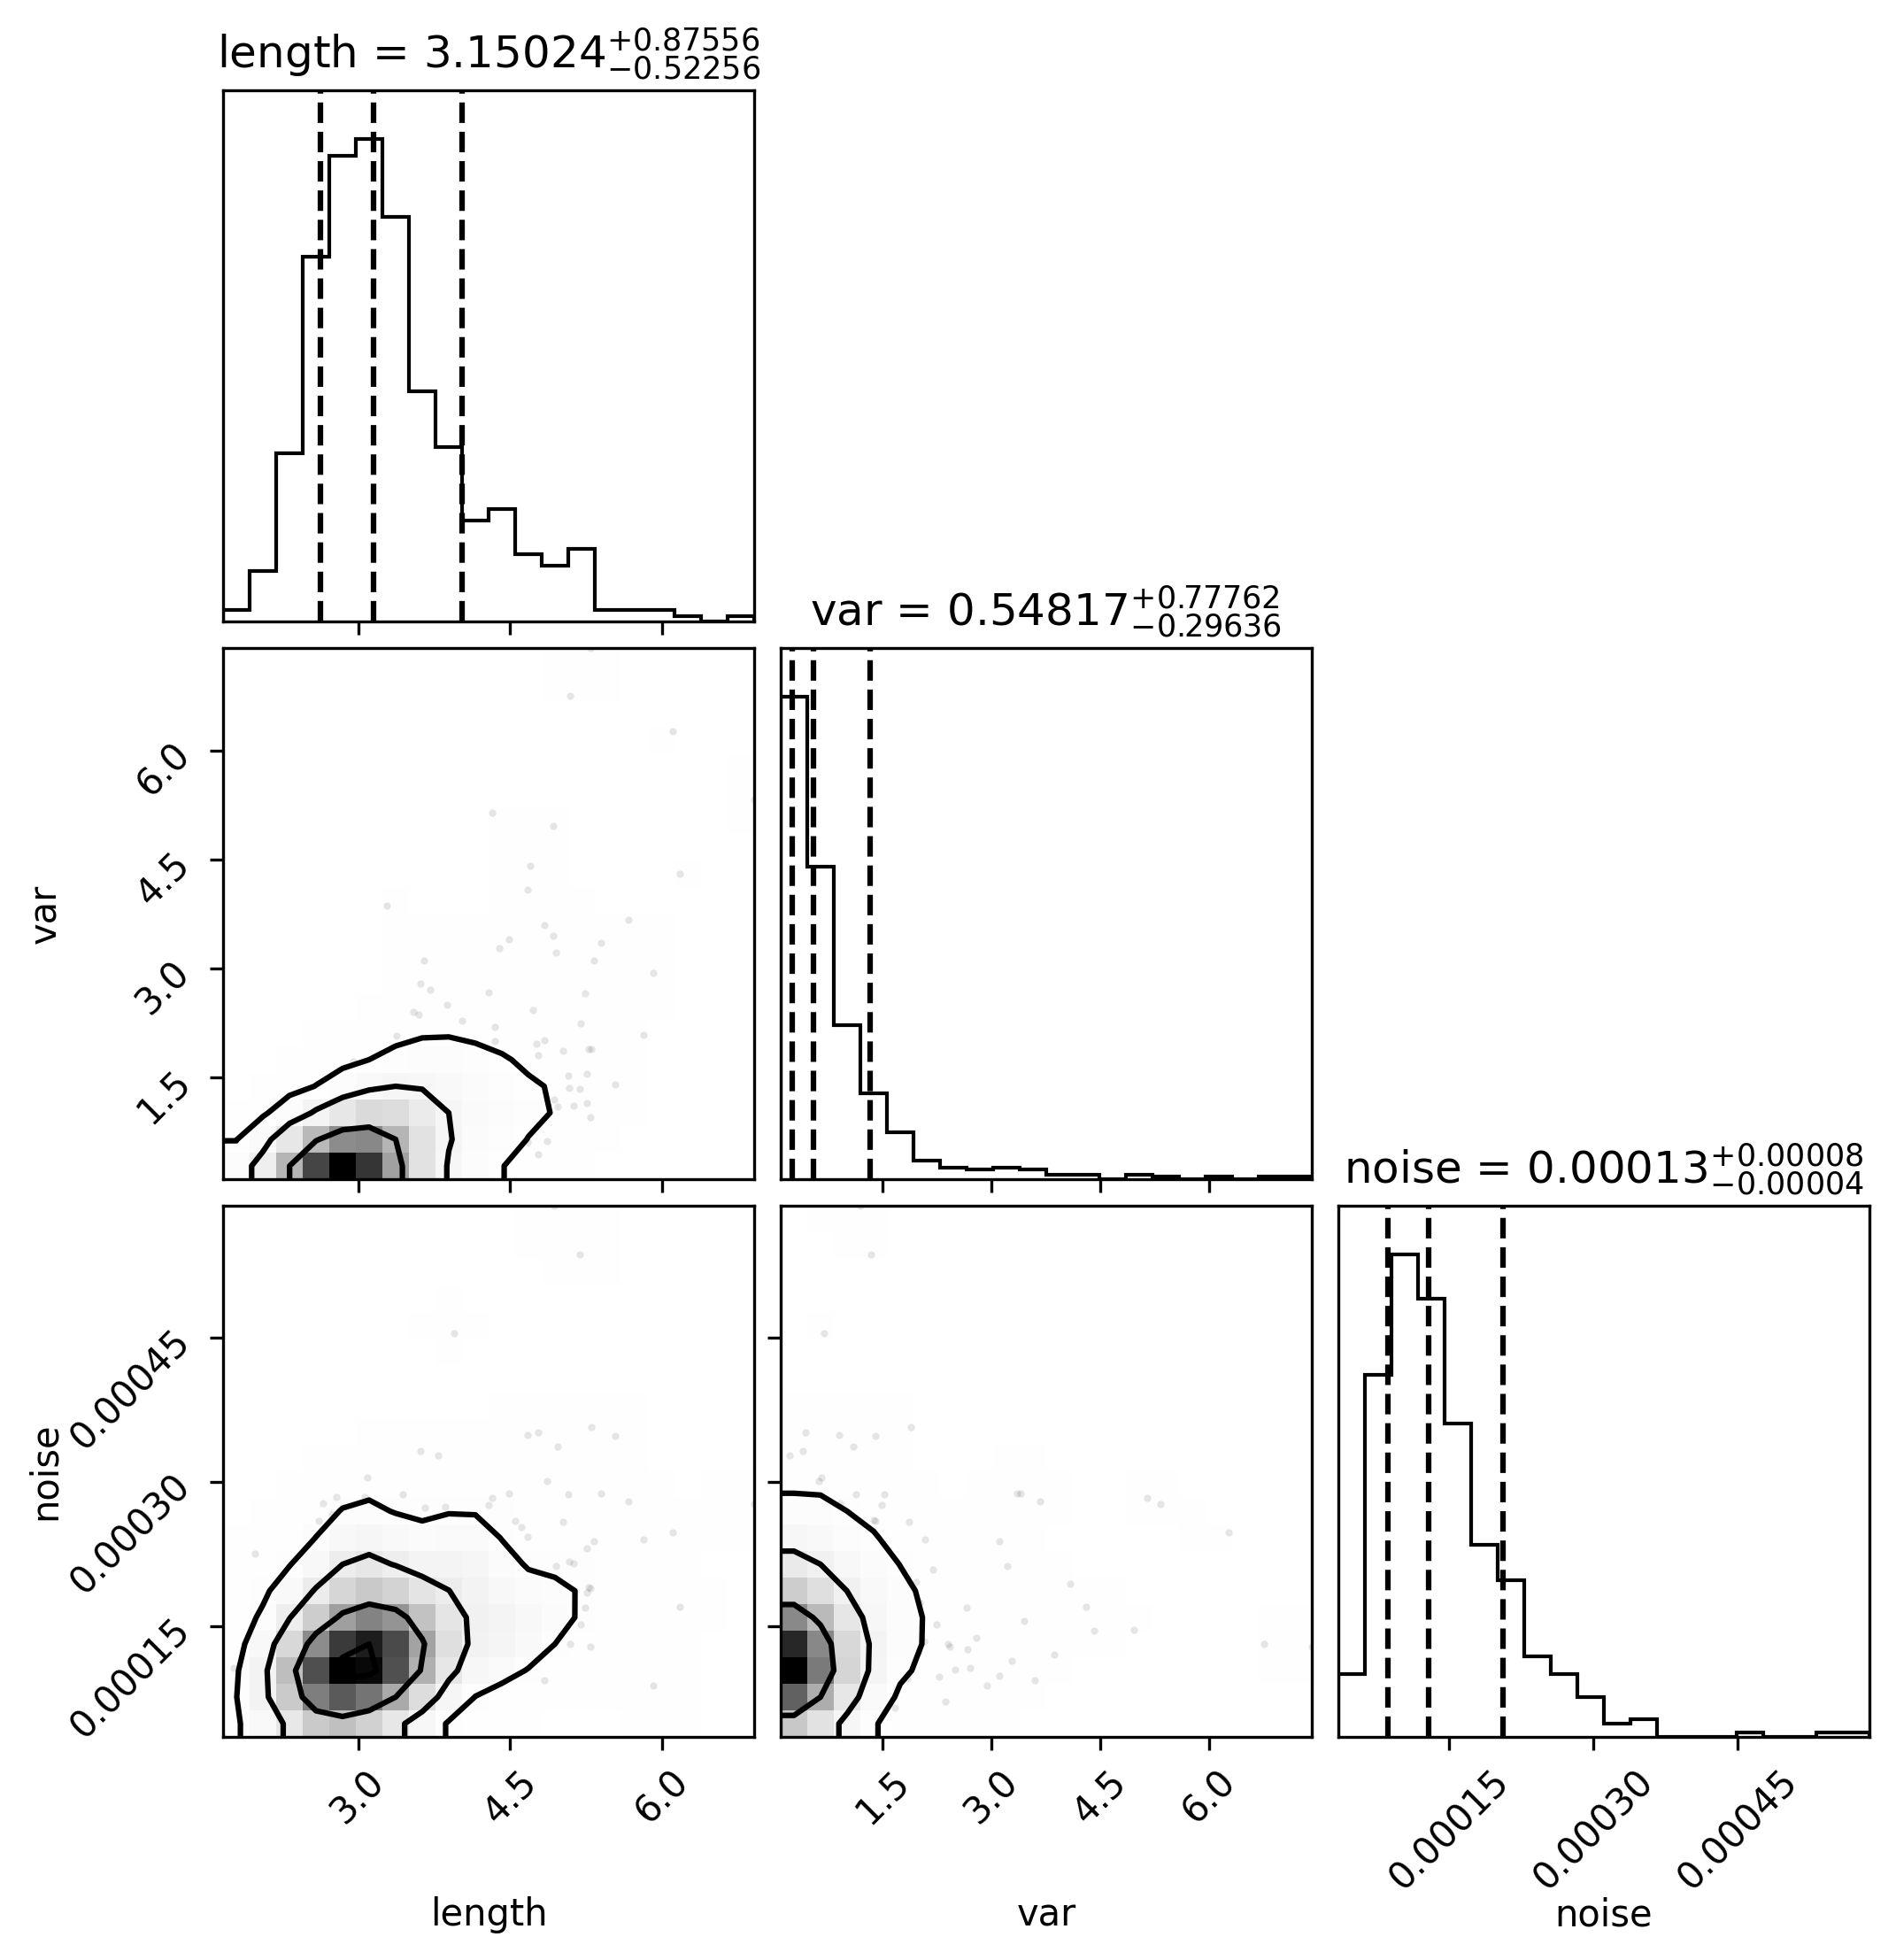 length = 3.15024+0.87556−0.52256
var = 0.54817+0.77762−0.29636
6.0
4.5
3.0
1.5
var
noise = 0.00013+0.00008−0.00004
0.00045
0.00030
0.00015
noise
3.0 4.5 6.0
1.5 3.0 4.5 6.0
0.00015 0.00030 0.00045
length
var
noise